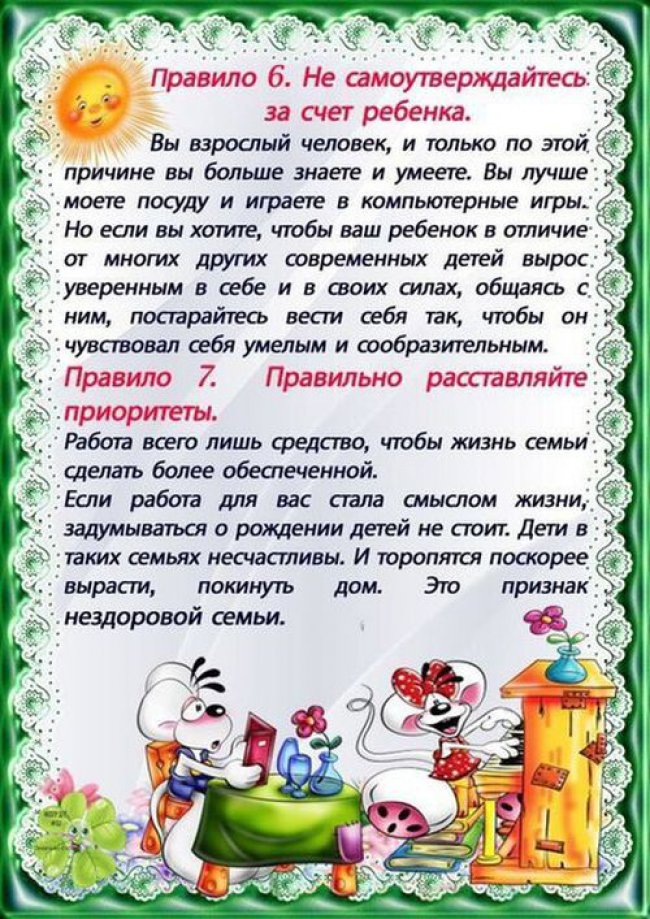 Правило 6. Не самоутверждайтесь
за счет ребенка.
Вы взрослый человек, и только по этой
причине вы больше знаете и умеете. Вы лучше
моете посуду и играете в компьютерные игры.
Но если вы хотите, чтобы ваш ребенок в отличие
от многих других современных детей вырос
уверенным в себе и в своих силах, общаясь с
ним, постарайтесь вести себя так, чтобы он
чувствовал себя умелым и сообразительным.
Правило 7. Правильно расставляйте
приоритеты.
Работа всего лишь средство, чтобы жизнь семьи
сделать более обеспеченной.
Если работа для вас стала смыслом жизни,
задумываться о рождении детей не стоит. Дети в
таких семьях несчастливы. И торопятся поскорее
вырасти, покинуть дом. Это признак
нездоровой семьи.